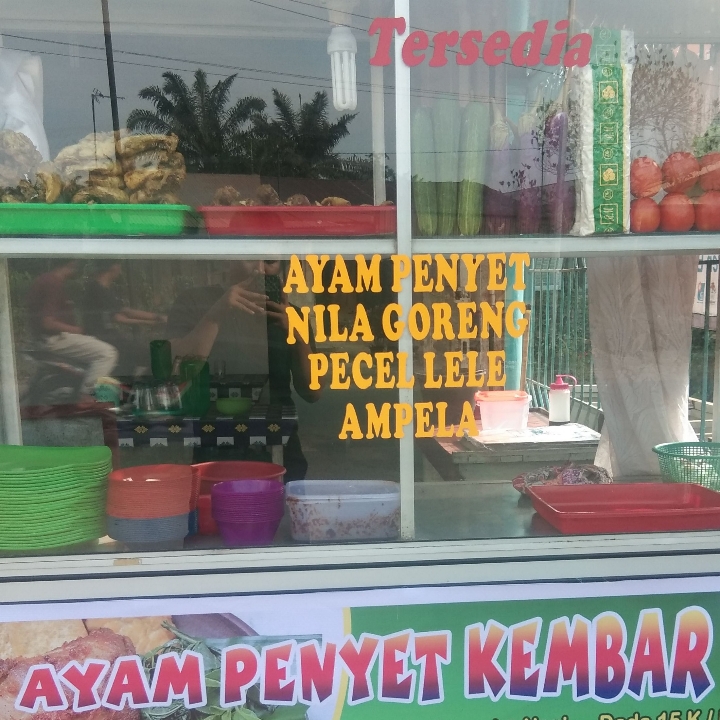 Tersedia
AYAM PENYET
NILA GORENG
PECEL LELE
AMPELA
AYAM PENYET KEMBAR